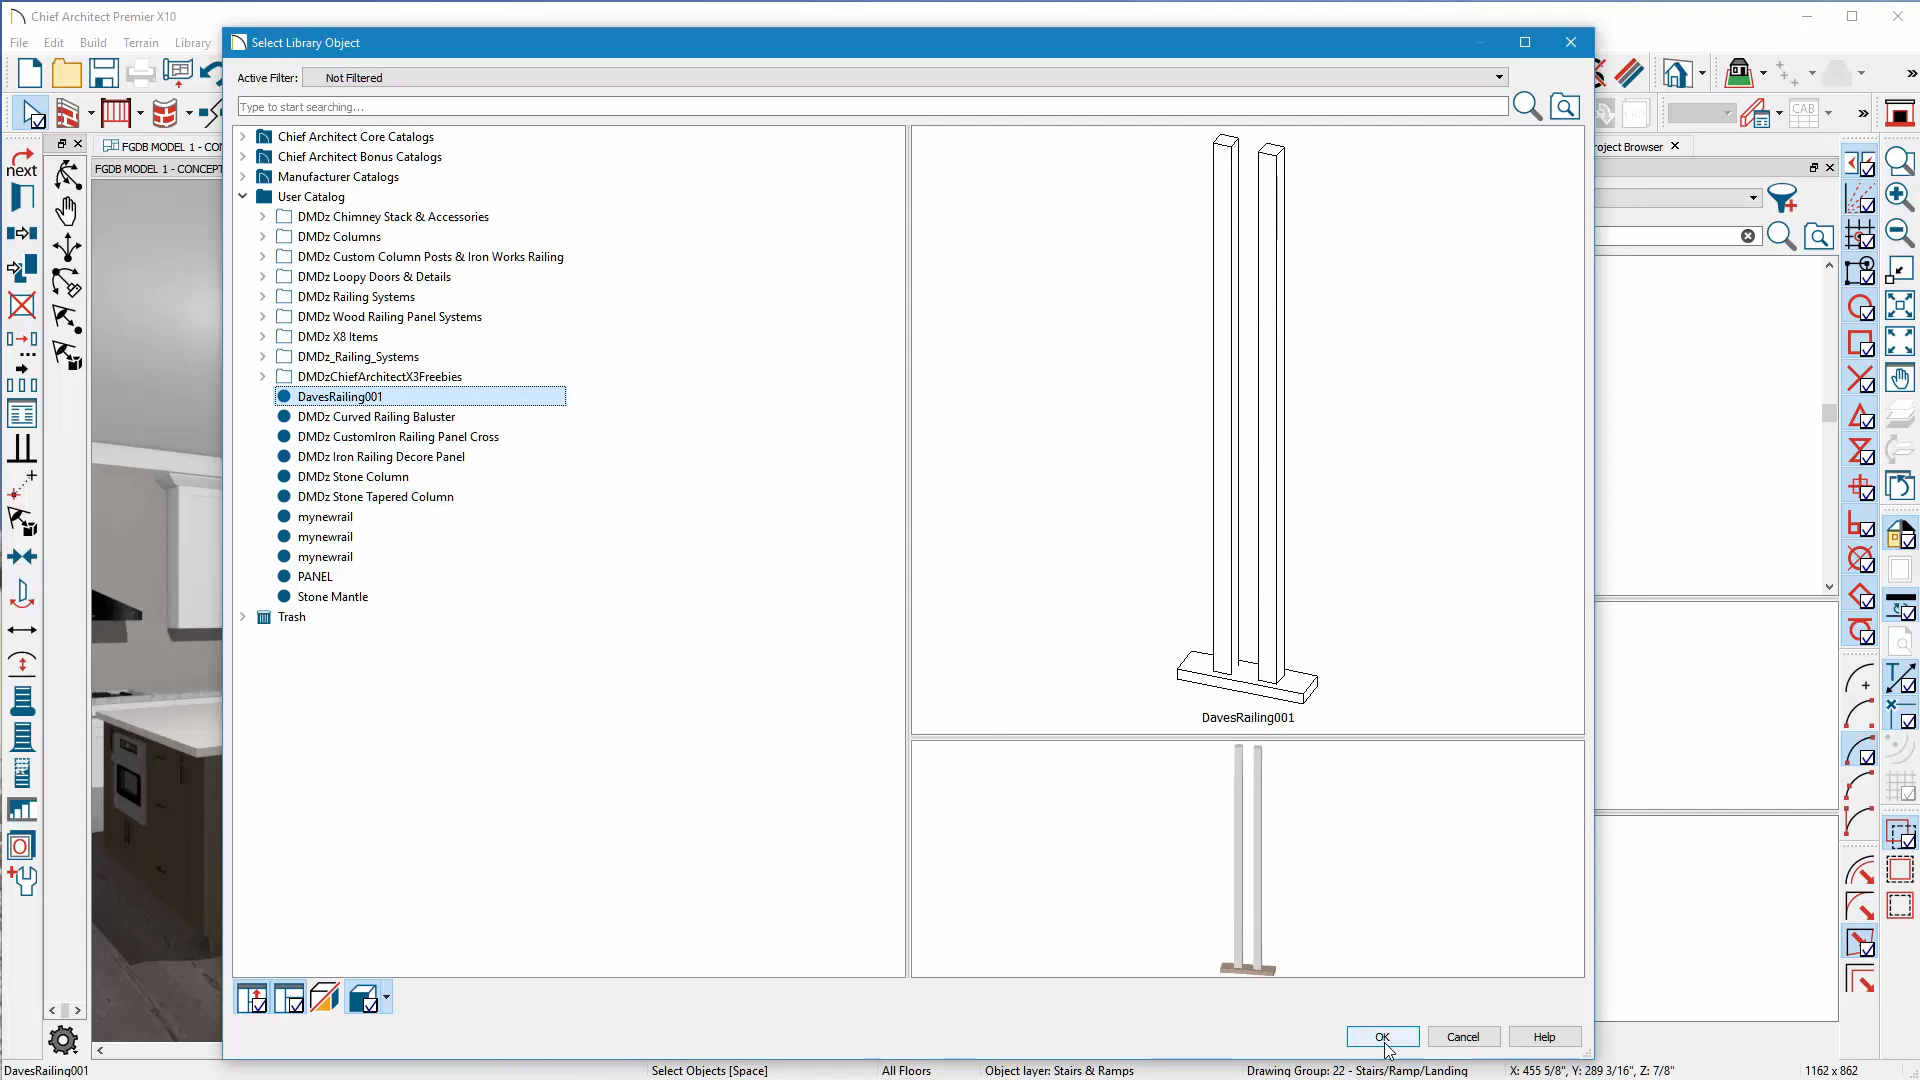 Chief Architect Premier X10
File Edit Build Terrain Library
Select Library Object
Active Filter: Not Filtered
Type to start searching...
CAB
next
FGDB MODEL 1 - CON
FGDB MODEL 1 - CONCEPT
roject Browser
Chief Architect Core Catalogs
Chief Architect Bonus Catalogs
Manufacturer Catalogs
User Catalog
DMDz Chimney Stack & Accessories
DMDz Columns
DMDz Custom Column Posts & Iron Works Railing
DMDz Loopy Doors & Details
DMDz Railing Systems
DMDz Wood Railing Panel Systems
DMDz X8 Items
DMDz_Railing_Systems
DMDzChiefArchitectX3Freebies
DavesRailing001
DMDz Curved Railing Baluster
DMDz CustomIron Railing Panel Cross
DMDz Iron Railing Decore Panel
DMDz Stone Column
DMDz Stone Tapered Column
mynewrail
mynewrail
mynewrail
PANEL
Stone Mantle
Trash
DavesRailing001
OK Cancel Help
DavesRailing001 Select Objects [Space] All Floors Object layer: Stairs & Ramps Drawing Group: 22 - Stairs/Ramp/Landing X: 455 5/8", Y: 289 3/16", Z: 7/8" 1162 x 862